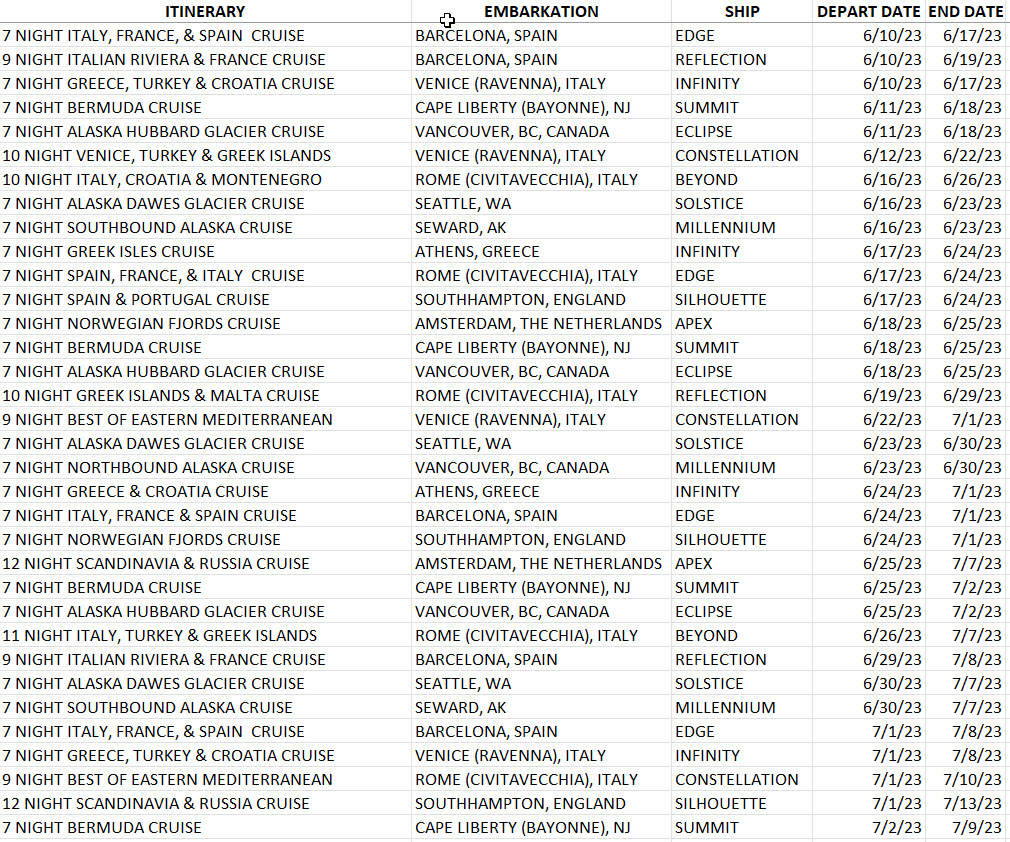 ITINERARY EMBARKATION SHIP DEPART DATE END DATE
7 NIGHT ITALY, FRANCE, & SPAIN  CRUISE BARCELONA, SPAIN EDGE 6/10/23 6/17/23
9 NIGHT ITALIAN RIVIERA & FRANCE CRUISE BARCELONA, SPAIN REFLECTION 6/10/23 6/19/23
7 NIGHT GREECE, TURKEY & CROATIA CRUISE VENICE (RAVENNA), ITALY INFINITY 6/10/23 6/17/23
7 NIGHT BERMUDA CRUISE CAPE LIBERTY (BAYONNE), NJ SUMMIT 6/11/23 6/18/23
7 NIGHT ALASKA HUBBARD GLACIER CRUISE VANCOUVER, BC, CANADA ECLIPSE 6/11/23 6/18/23
10 NIGHT VENICE, TURKEY & GREEK ISLANDS VENICE (RAVENNA), ITALY CONSTELLATION 6/12/23 6/22/23
10 NIGHT ITALY, CROATIA & MONTENEGRO ROME (CIVITAVECCHIA), ITALY BEYOND 6/16/23 6/26/23
7 NIGHT ALASKA DAWES GLACIER CRUISE SEATTLE, WA SOLSTICE 6/16/23 6/23/23
7 NIGHT SOUTHBOUND ALASKA CRUISE SEWARD, AK MILLENNIUM 6/16/23 6/23/23
7 NIGHT GREEK ISLES CRUISE ATHENS, GREECE INFINITY 6/17/23 6/24/23
7 NIGHT SPAIN, FRANCE, & ITALY  CRUISE ROME (CIVITAVECCHIA), ITALY EDGE 6/17/23 6/24/23
7 NIGHT SPAIN & PORTUGAL CRUISE SOUTHHAMPTON, ENGLAND SILHOUETTE 6/17/23 6/24/23
7 NIGHT NORWEGIAN FJORDS CRUISE AMSTERDAM, THE NETHERLANDS APEX 6/18/23 6/25/23
7 NIGHT BERMUDA CRUISE CAPE LIBERTY (BAYONNE), NJ SUMMIT 6/18/23 6/25/23
7 NIGHT ALASKA HUBBARD GLACIER CRUISE VANCOUVER, BC, CANADA ECLIPSE 6/18/23 6/25/23
10 NIGHT GREEK ISLANDS & MALTA CRUISE ROME (CIVITAVECCHIA), ITALY REFLECTION 6/19/23 6/29/23
9 NIGHT BEST OF EASTERN MEDITERRANEAN VENICE (RAVENNA), ITALY CONSTELLATION 6/22/23 7/1/23
7 NIGHT ALASKA DAWES GLACIER CRUISE SEATTLE, WA SOLSTICE 6/23/23 6/30/23
7 NIGHT NORTHBOUND ALASKA CRUISE VANCOUVER, BC, CANADA MILLENNIUM 6/23/23 6/30/23
7 NIGHT GREECE & CROATIA CRUISE ATHENS, GREECE INFINITY 6/24/23 7/1/23
7 NIGHT ITALY, FRANCE & SPAIN CRUISE BARCELONA, SPAIN EDGE 6/24/23 7/1/23
7 NIGHT NORWEGIAN FJORDS CRUISE SOUTHHAMPTON, ENGLAND SILHOUETTE 6/24/23 7/1/23
12 NIGHT SCANDINAVIA & RUSSIA CRUISE AMSTERDAM, THE NETHERLANDS APEX 6/25/23 7/7/23
7 NIGHT BERMUDA CRUISE CAPE LIBERTY (BAYONNE), NJ SUMMIT 6/25/23 7/2/23
7 NIGHT ALASKA HUBBARD GLACIER CRUISE VANCOUVER, BC, CANADA ECLIPSE 6/25/23 7/2/23
11 NIGHT ITALY, TURKEY & GREEK ISLANDS ROME (CIVITAVECCHIA), ITALY BEYOND 6/26/23 7/7/23
9 NIGHT ITALIAN RIVIERA & FRANCE CRUISE BARCELONA, SPAIN REFLECTION 6/29/23 7/8/23
7 NIGHT ALASKA DAWES GLACIER CRUISE SEATTLE, WA SOLSTICE 6/30/23 7/7/23
7 NIGHT SOUTHBOUND ALASKA CRUISE SEWARD, AK MILLENNIUM 6/30/23 7/7/23
7 NIGHT ITALY, FRANCE, & SPAIN  CRUISE BARCELONA, SPAIN EDGE 7/1/23 7/8/23
7 NIGHT GREECE, TURKEY & CROATIA CRUISE VENICE (RAVENNA), ITALY INFINITY 7/1/23 7/8/23
9 NIGHT BEST OF EASTERN MEDITERRANEAN ROME (CIVITAVECCHIA), ITALY CONSTELLATION 7/1/23 7/10/23
12 NIGHT SCANDINAVIA & RUSSIA CRUISE SOUTHHAMPTON, ENGLAND SILHOUETTE 7/1/23 7/13/23
7 NIGHT BERMUDA CRUISE CAPE LIBERTY (BAYONNE), NJ SUMMIT 7/2/23 7/9/23